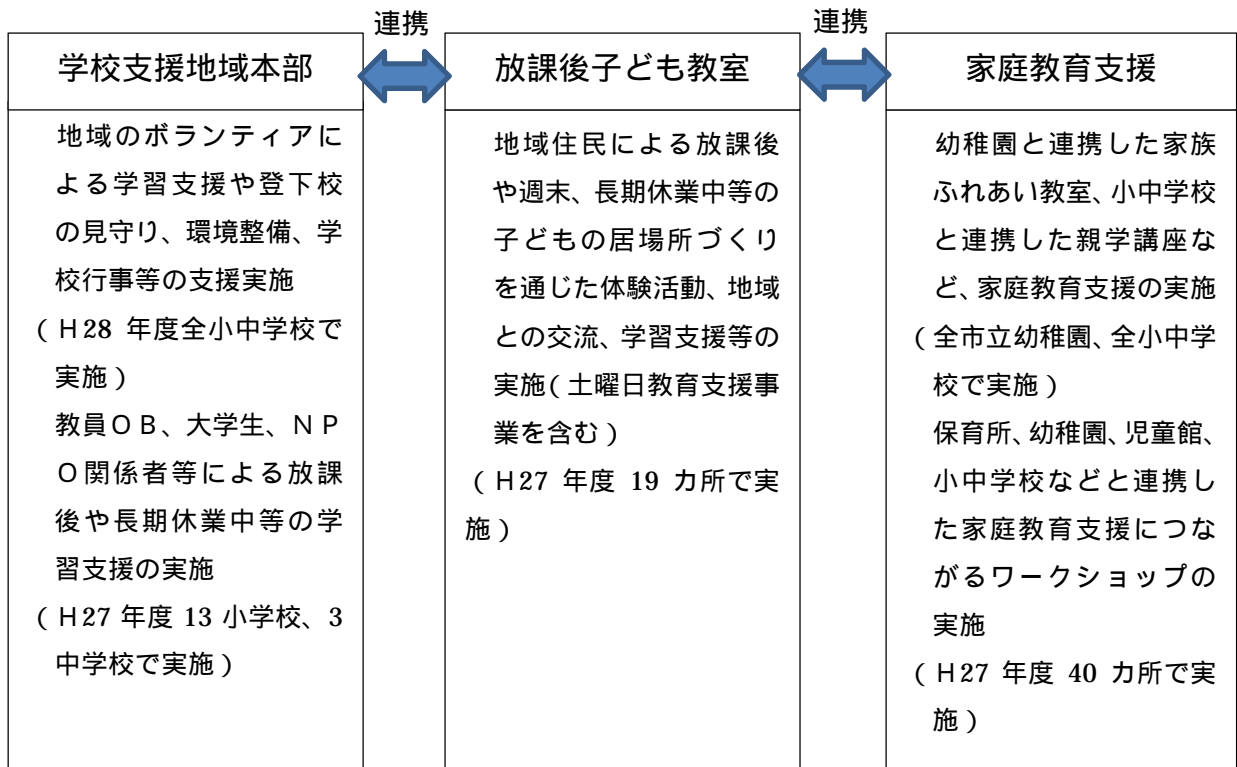 連携
連携
学校支援地域本部
地域のボランティアに
よる学習支援や登下校
の見守り、環境整備、学
校行事等の支援実施
（Ｈ28 年度全小中学校で
実施）
教員ＯＢ、大学生、ＮＰ
Ｏ関係者等による放課
後や長期休業中等の学
習支援の実施
（Ｈ27 年度 13 小学校、3
中学校で実施）
放課後子ども教室
地域住民による放課後
や週末、長期休業中等の
子どもの居場所づくり
を通じた体験活動、地域
との交流、学習支援等の
実施（土曜日教育支援事
業を含む）
（Ｈ27 年度 19 カ所で実
施）
家庭教育支援
幼稚園と連携した家族
ふれあい教室、小中学校
と連携した親学講座な
ど、家庭教育支援の実施
（全市立幼稚園、全小中学
校で実施）
保育所、幼稚園、児童館、
小中学校などと連携し
た家庭教育支援につな
がるワークショップの
実施
（Ｈ27 年度 40 カ所で実
施）